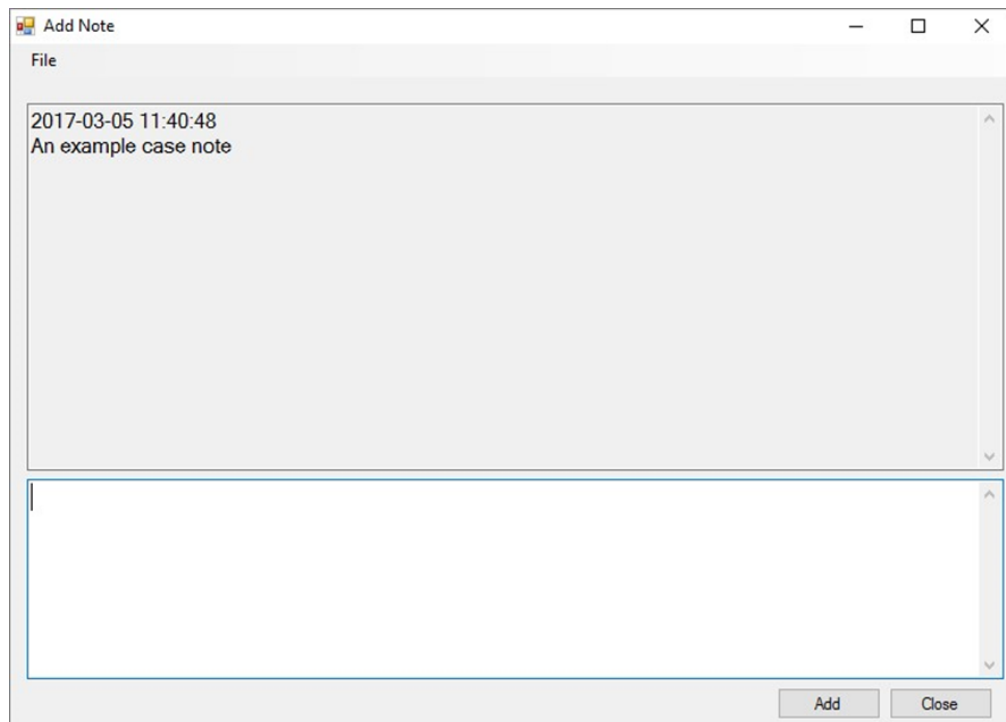 Add Note
File
2017-03-05 11:40:48
An example case note
Add Close